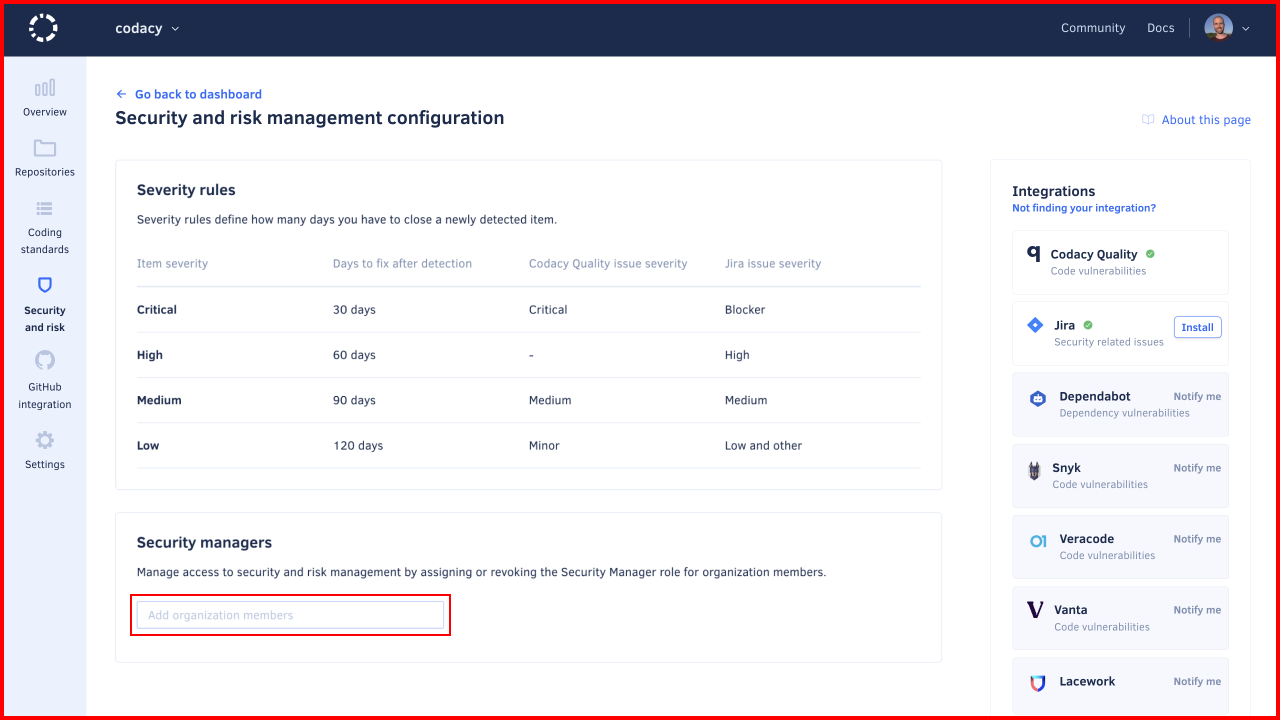 codacy
Community
Docs
Overview
Repositories
Coding
standards
Security
and risk
GitHub
integration
Settings
Go back to dashboard
Security and risk management configuration
About this page
Severity rules
Severity rules define how many days you have to close a newly detected item.
Item severity Days to fix after detection Codacy Quality issue severity Jira issue severity
Critical 30 days Critical Blocker
High 60 days - High
Medium 90 days Medium Medium
Low 120 days Minor Low and other
Security managers
Manage access to security and risk management by assigning or revoking the Security Manager role for organization members.
Add organization members
Integrations
Not finding your integration?
Codacy Quality
Code vulnerabilities
Jira
Install
Security related issues
Dependabot
Notify me
Dependency vulnerabilities
Snyk
Notify me
Code vulnerabilities
Veracode
Notify me
Code vulnerabilities
Vanta
Notify me
Code vulnerabilities
Lacework
Notify me